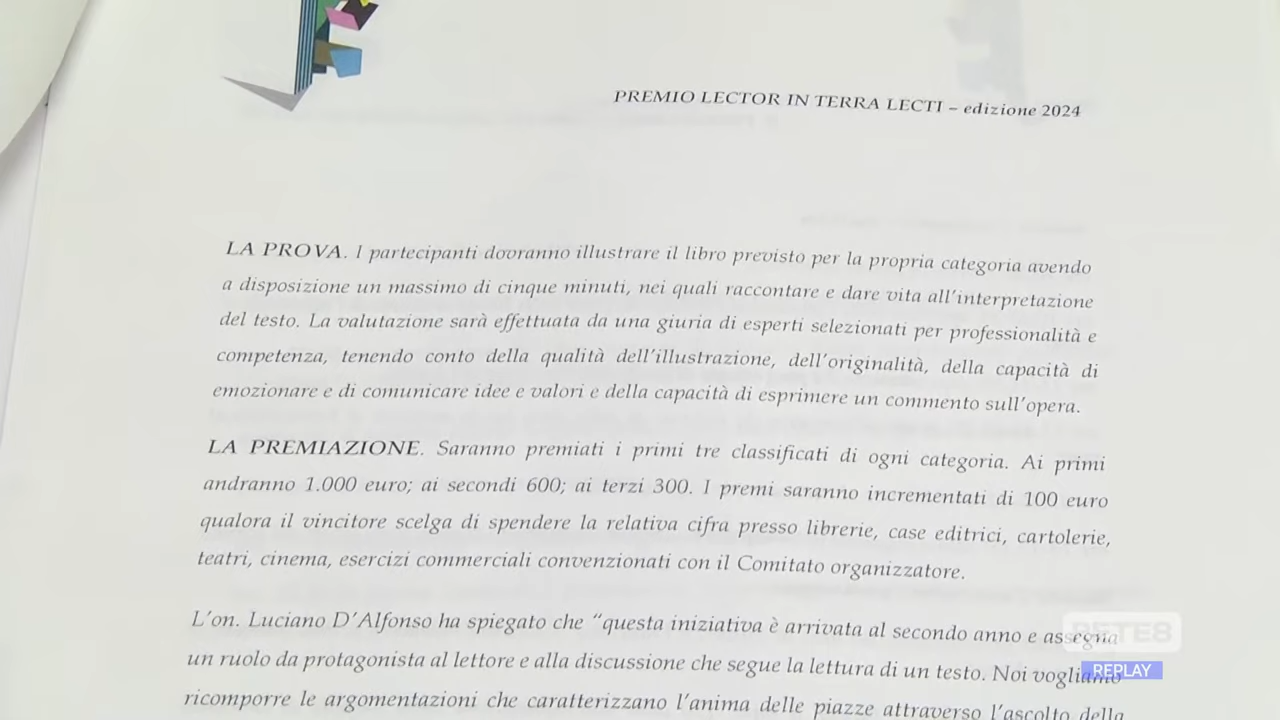 PREMIO LECTOR IN TERRA LECTI – edizione 2024
LA PROVA. I partecipanti dovranno illustrare il libro previsto per la propria categoria avendo
a disposizione un massimo di cinque minuti, nei quali raccontare e dare vita all'interpretazione
del testo. La valutazione sarà effettuata da una giuria di esperti selezionati per professionalità e
competenza, tenendo conto della qualità dell'illustrazione, dell'originalità, della capacità di
emozionare e di comunicare idee e valori e della capacità di esprimere un commento sull'opera.
LA PREMIAZIONE. Saranno premiati i primi tre classificati di ogni categoria. Ai primi
andranno 1.000 euro; ai secondi 600; ai terzi 300. I premi saranno incrementati di 100 euro
qualora il vincitore scelga di spendere la relativa cifra presso librerie, case editrici, cartolerie,
teatri, cinema, esercizi commerciali convenzionati con il Comitato organizzatore.
L'on. Luciano D'Alfonso ha spiegato che "questa iniziativa è arrivata al secondo anno e assegna
un ruolo da protagonista al lettore e alla discussione che segue la lettura di un testo. Noi vogliamo
ricomporre le argomentazioni che caratterizzano l'anima delle piazze attraverso l'ascolto della
RETE8
REPLAY